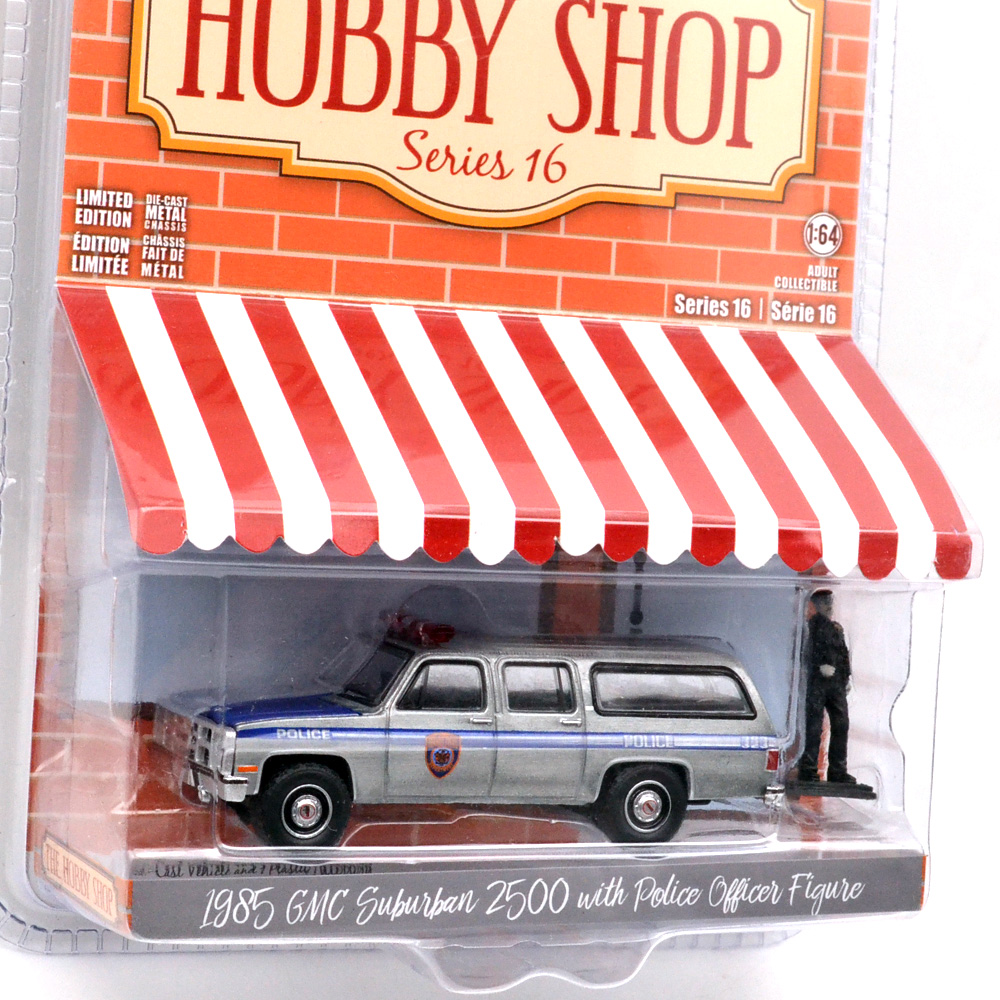 HOBBY SHOP
Series 16
LIMITED
EDITION
DIE-CAST
METAL
CHASSIS
ÉDITION
LIMITÉE
CHÂSSIS
FAIT DE
MÉTAL
1:64
ADULT
COLLECTIBLE
Series 16 | Série 16
POLICE
POLICE
THE HOBBY SHOP
1985 GMC Suburban 2500 with Police Officer Figure